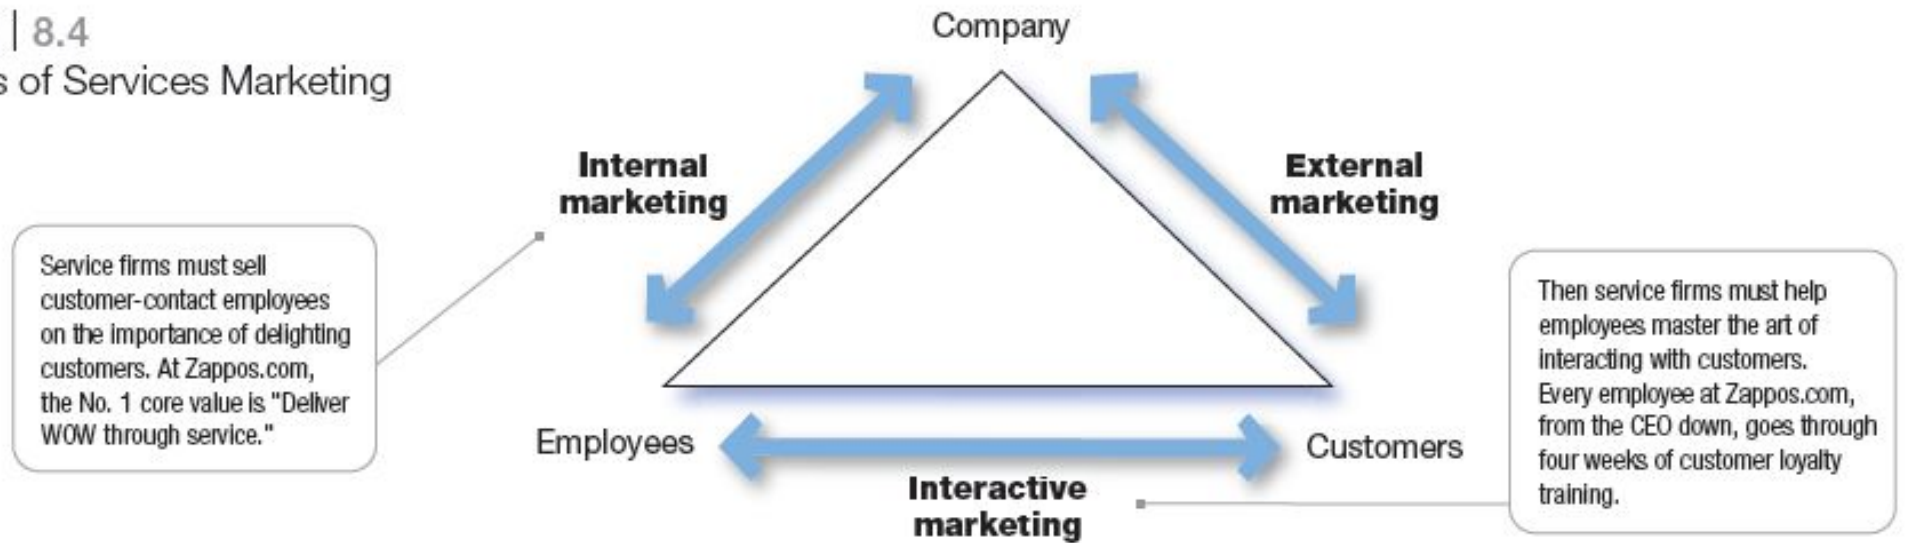 | 8.4
s of Services Marketing
Company
Internal
marketing
External
marketing
Service firms must sell
customer-contact employees
on the importance of delighting
customers. At Zappos.com,
the No. 1 core value is "Deliver
WOW through service."
Then service firms must help
employees master the art of
interacting with customers.
Every employee at Zappos.com,
from the CEO down, goes through
four weeks of customer loyalty
training.
Employees
Customers
Interactive
marketing